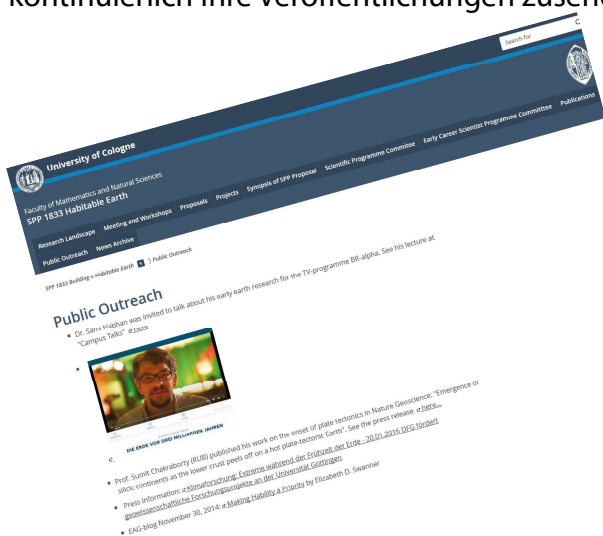 kontinuierlich ihre Veröffentlichungen
Search for
University of Cologne
Faculty of Mathematics and Natural Sciences
SPP 1833 Habitable Earth
Research Landscape Meeting and Workshops Proposals Projects Synopsis of SPP Proposal Scientific Programme Commitee Early Career Scientist Programme Committtee Publications
Public Outreach News Archive
SPP 1833 Building a Habitable Earth Public Outreach
Public Outreach
Dr. Sami Nabhan was invited to talk about his early earth research for the TV-programme BR-alpha. See his lecture at
"Campus Talks"
DIE ERDE VOR DREI MILLIARDEN JAHREN
Prof. Sumit Chakraborty (RUB) published his work on the onset of plate tectonics in Nature Geoscience: "Emergence of
silicic continents as the lower crust peels off on a hot plate-tectonic Earth". See the press release here...
Press Information: Klimaforschung: Extreme während der Frühzeit der Erde - 20.01.2016 DFG fördert
geowissenschaftliche Forschungsprojekte an der Universität Göttingen
EAG-blog November 30, 2014: Making Hability a Priority by Elizabeth D. Swanner